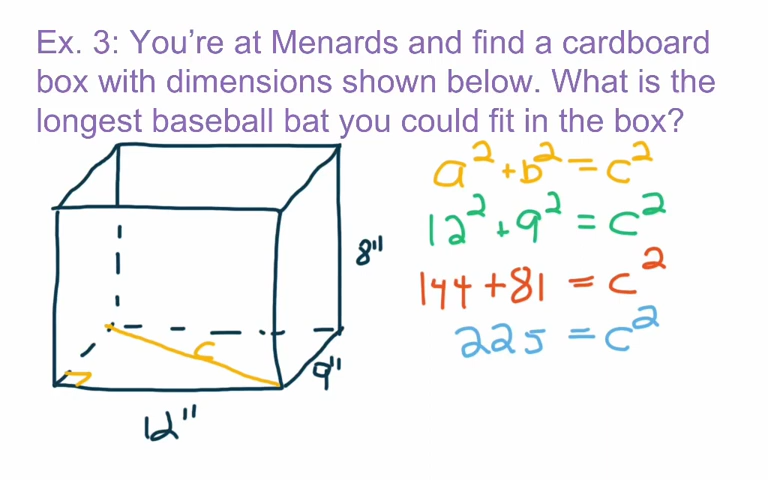 Ex. 3: You're at Menards and find a cardboard
box with dimensions shown below. What is the
longest baseball bat you could fit in the box?
a² + b² = c²
12² + 9² = c²
8"
144 + 81 = c²
225 = c²
c
9"
12"